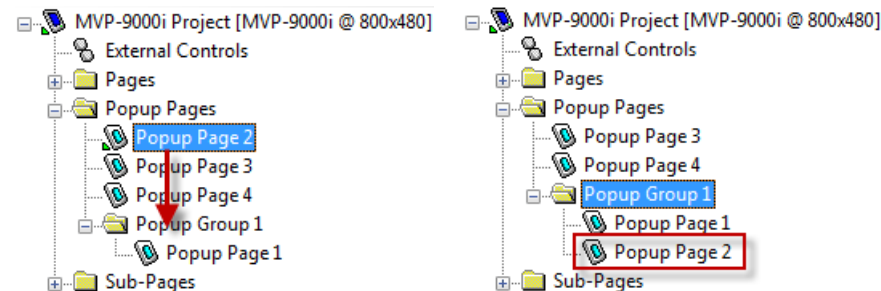 MVP-9000i Project [MVP-9000i @ 800x480]
External Controls
Pages
Popup Pages
Popup Page 2
Popup Page 3
Popup Page 4
Popup Group 1
Popup Page 1
Sub-Pages
MVP-9000i Project [MVP-9000i @ 800x480]
External Controls
Pages
Popup Pages
Popup Page 3
Popup Page 4
Popup Group 1
Popup Page 1
Popup Page 2
Sub-Pages